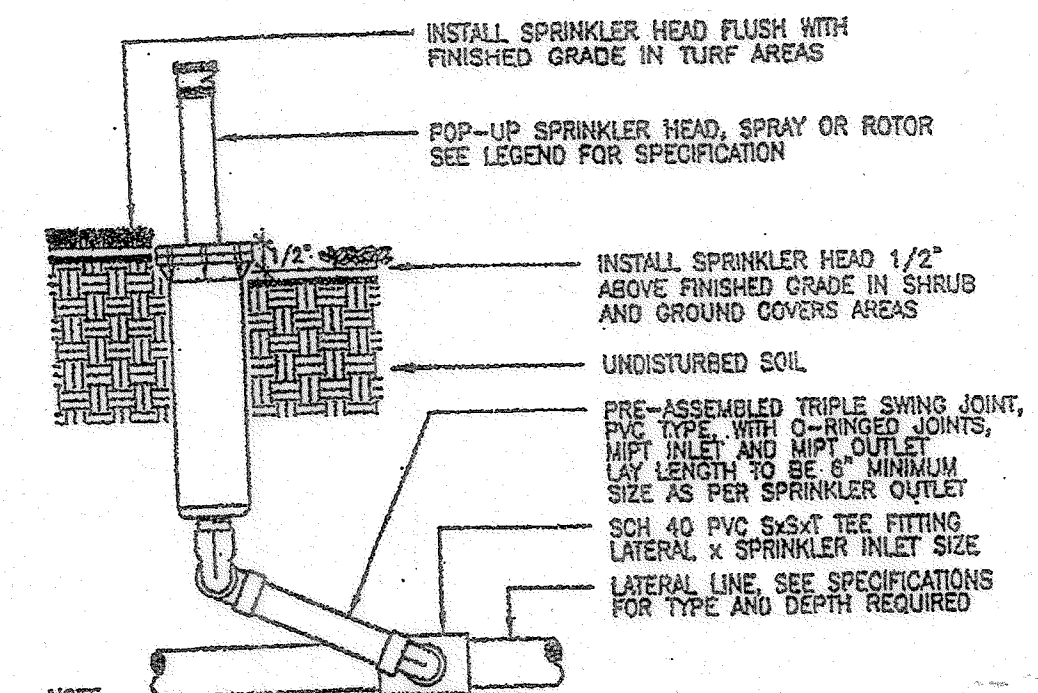 INSTALL SPRINKLER HEAD FLUSH WITH
FINISHED GRADE IN TURF AREAS
POP-UP SPRINKLER HEAD, SPRAY OR ROTOR
SEE LEGEND FOR SPECIFICATION
1/2"
INSTALL SPRINKLER HEAD 1/2"
ABOVE FINISHED GRADE IN SHRUB
AND GROUND COVERS AREAS
UNDISTURBED SOIL
PRE-ASSEMBLED TRIPLE SWING JOINT,
PVC TYPE, WITH O-RINGED JOINTS,
MIPT INLET AND MIPT OUTLET
LAY LENGTH TO BE MINIMUM
SIZE AS PER SPRINKLER OUTLET
SCH 40 PVC SxSxT TEE FITTING
LATERAL x SPRINKLER INLET SIZE
LATERAL LINE, SEE SPECIFICATIONS
FOR TYPE AND DEPTH REQUIRED